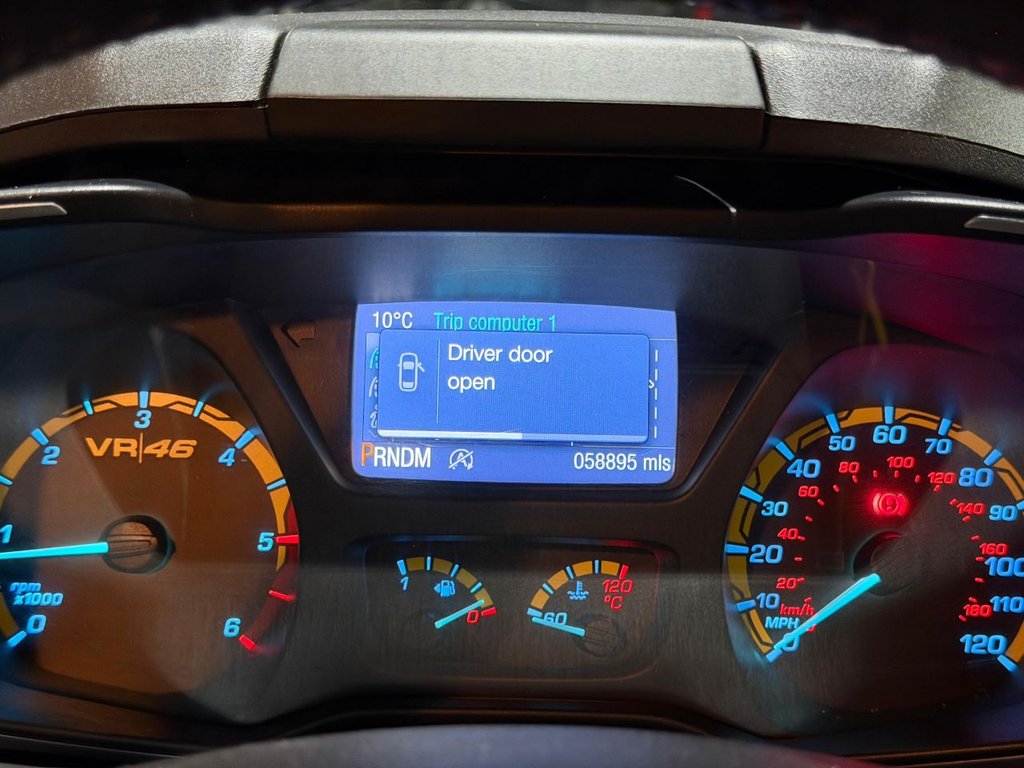 10°C Trip computer 1
Driver door
open
PRNDM
058895 mls
VR|46
0 1 2 3 4 5 6
rpm
x1000
1 0
60 120
°C
0 10 20 30 40 50 60 70 80 90 100 110 120
MPH
20 40 60 80 100 120 140 160 180
km/h